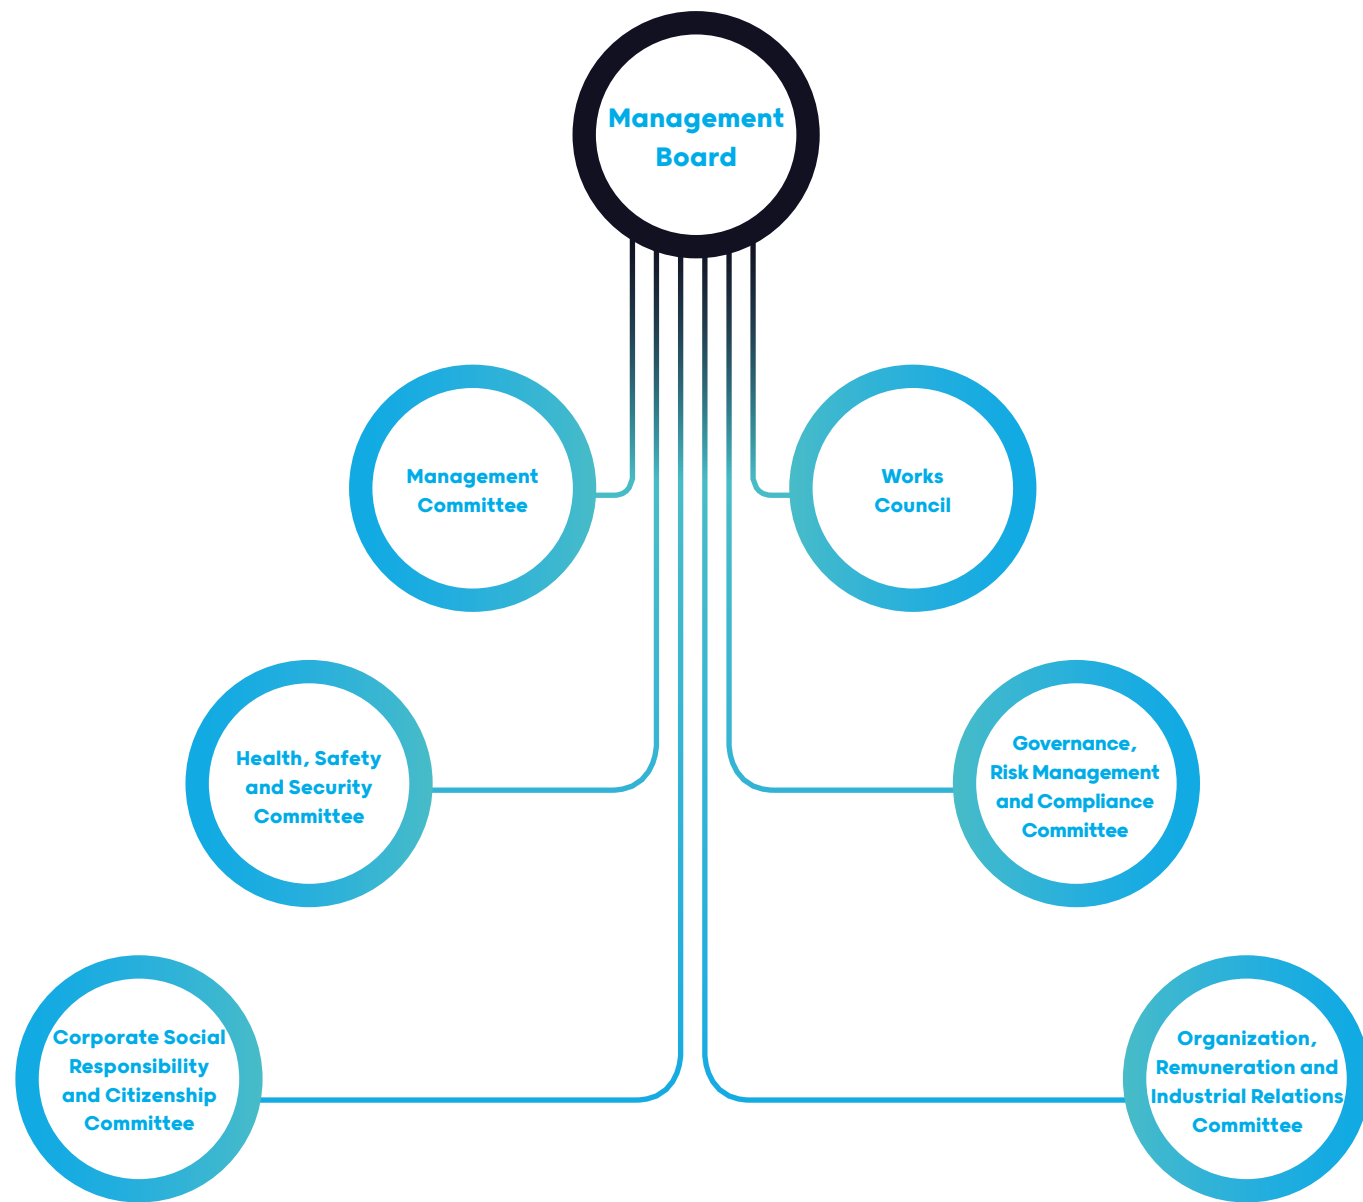 Management
Board
Management
Committee
Works
Council
Health, Safety
and Security
Committee
Governance,
Risk Management
and Compliance
Committee
Corporate Social
Responsibility
and Citizenship
Committee
Organization,
Remuneration and
Industrial Relations
Committee